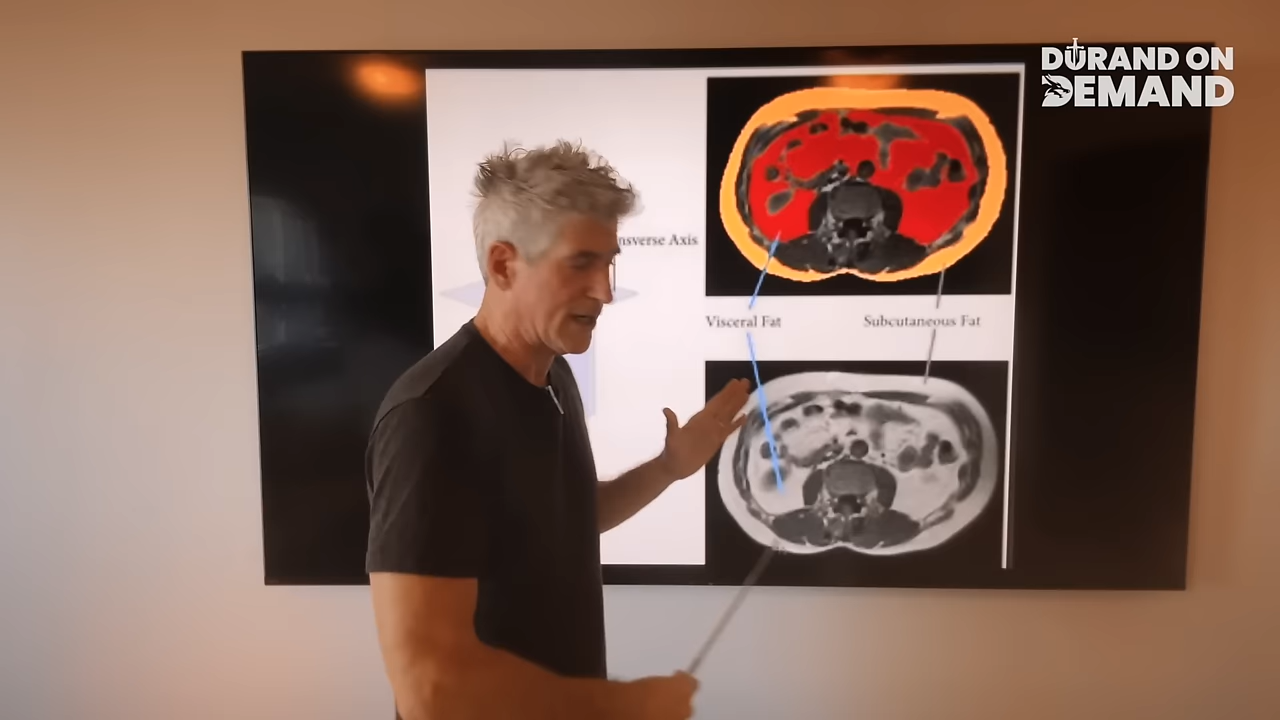 DURAND ON
DEMAND
nsverse Axis
Visceral Fat
Subcutaneous Fat